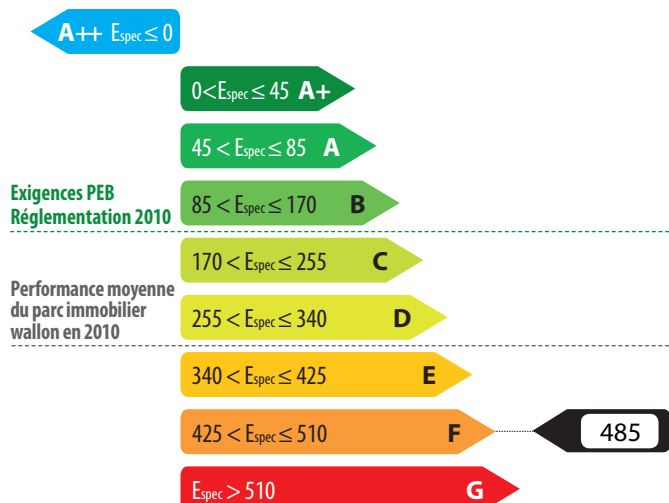 A++ Espec ≤ 0
0<Espec ≤ 45 A+
45 < Espec ≤ 85 A
Exigences PEB
Réglementation 2010
85 < Espec ≤ 170 B
170 < Espec ≤ 255 C
Performance moyenne
du parc immobilier
wallon en 2010
255 < Espec ≤ 340 D
340 < Espec ≤ 425 E
425 < Espec ≤ 510 F
485
Espec > 510 G